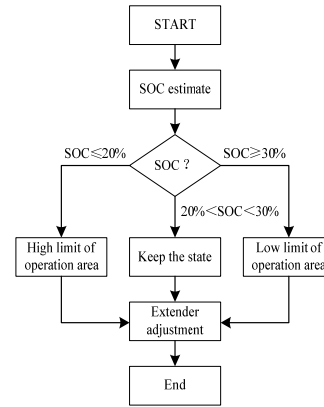 START
SOC estimate
SOC≤20%
SOC?
SOC≥30%
20%<SOC<30%
High limit of
operation area
Keep the state
Low limit of
operation area
Extender
adjustment
End